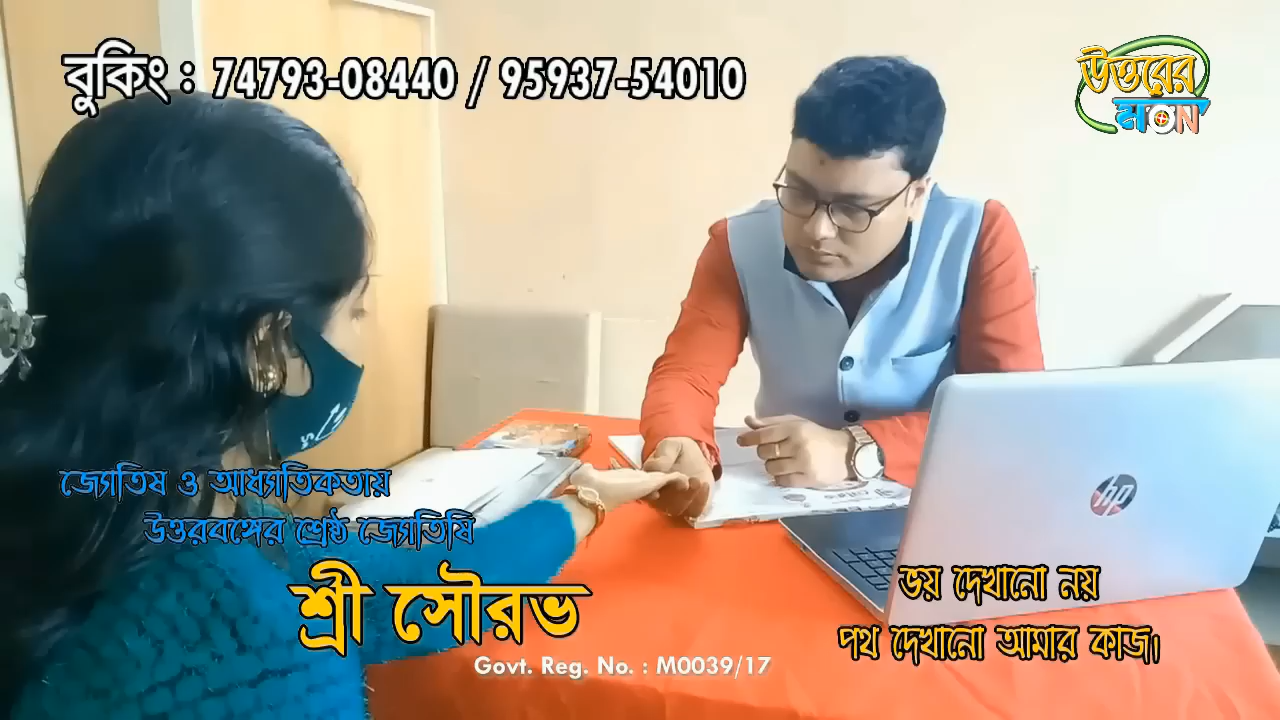 বুকিং : 74793-08440 / 95937-54010
উত্তরের
মন
জ্যোতিষ ও আধ্যাতিকতায়
উত্তরবঙ্গের শ্রেষ্ঠ জ্যোতিষি
শ্রী সৌরভ
Govt. Reg. No. : M0039/17
ভয় দেখানো নয়
পথ দেখানো আমার কাজ।
hp